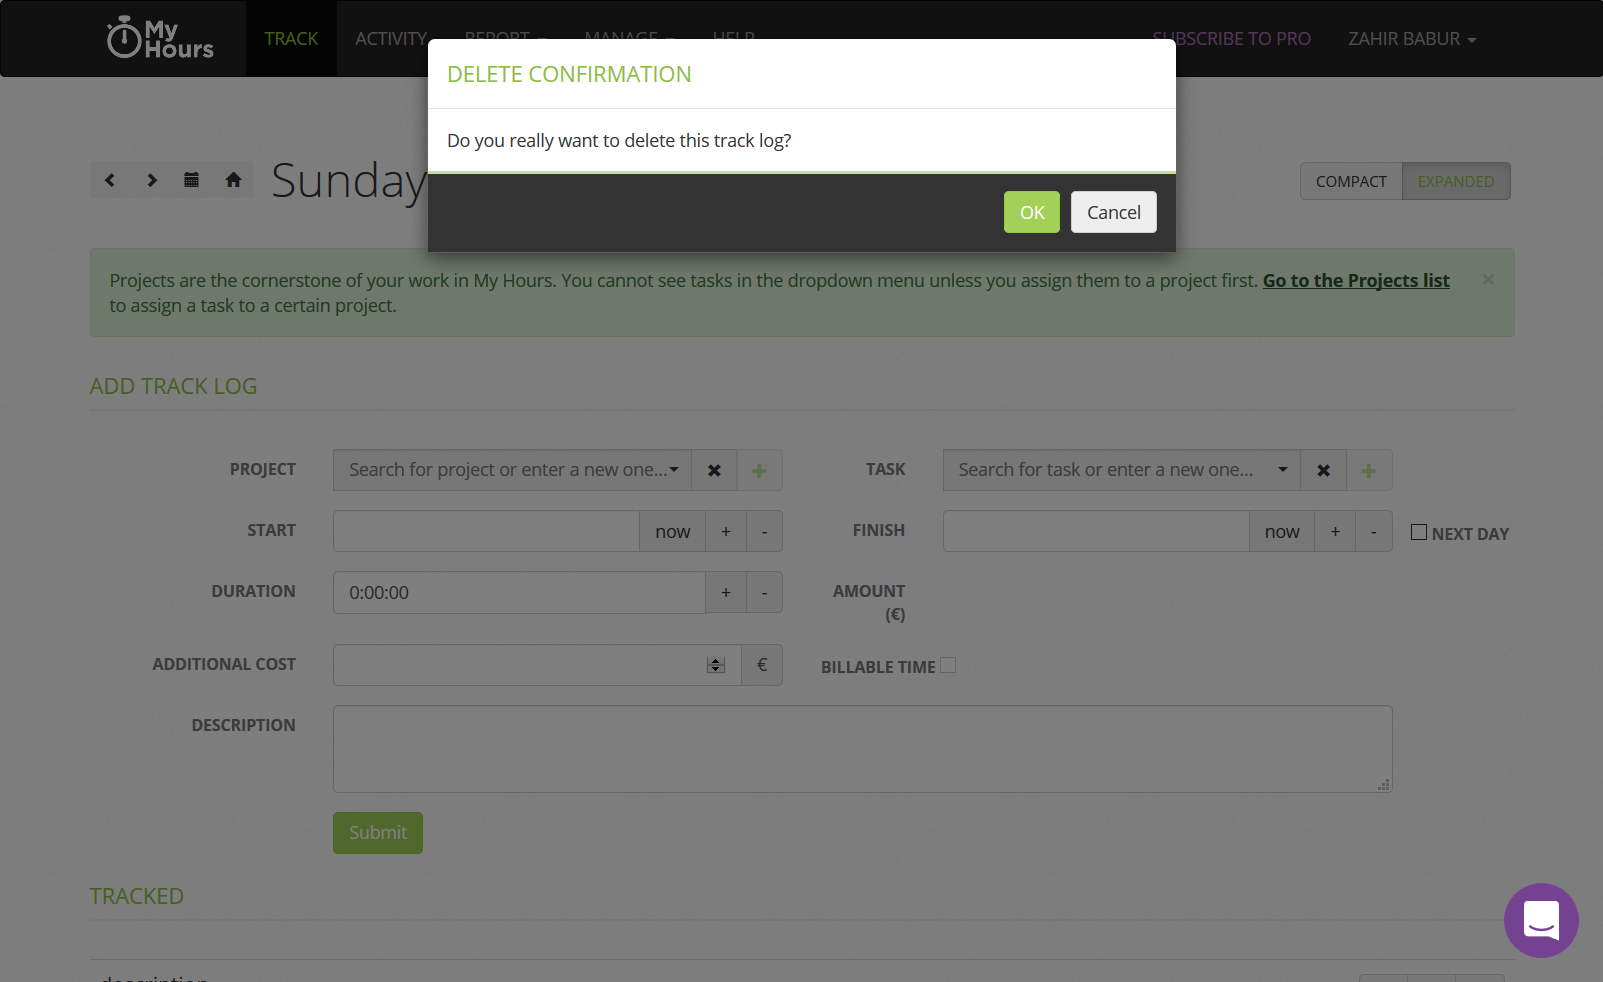 My Hours
TRACK
ACTIVITY
REPORT
MANAGE
HELP
SUBSCRIBE TO PRO
ZAHIR BABUR
DELETE CONFIRMATION
Do you really want to delete this track log?
OK
Cancel
Sunday
COMPACT
EXPANDED
Projects are the cornerstone of your work in My Hours. You cannot see tasks in the dropdown menu unless you assign them to a project first. Go to the Projects list
to assign a task to a certain project.
×
ADD TRACK LOG
PROJECT
Search for project or enter a new one...
TASK
Search for task or enter a new one...
START
now
+
-
FINISH
now
+
-
NEXT DAY
DURATION
0:00:00
+
-
AMOUNT
(€)
ADDITIONAL COST
€
BILLABLE TIME
DESCRIPTION
Submit
TRACKED
description